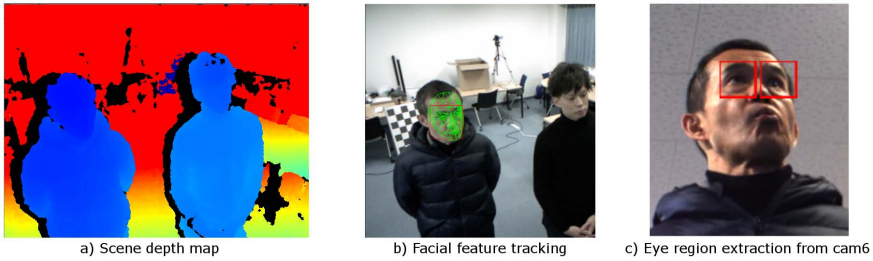 a) Scene depth map
b) Facial feature tracking
c) Eye region extraction from cam6